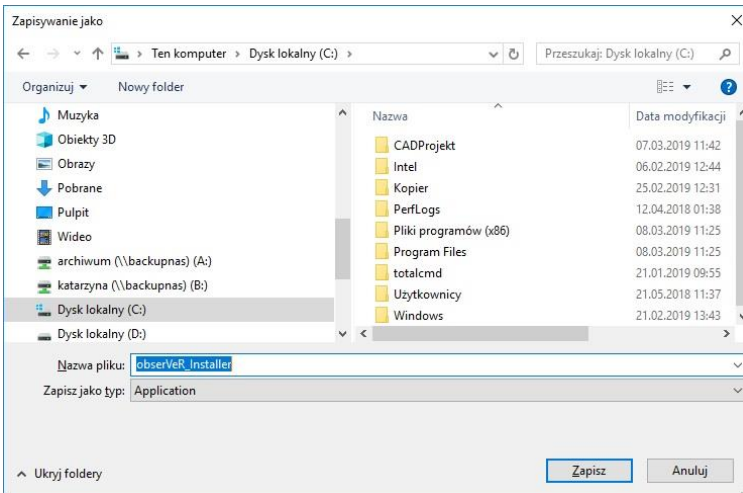 Zapisywanie jako
Ten komputer > Dysk lokalny (C:) >
Przeszukaj: Dysk lokalny (C:)
Organizuj
Nowy folder
Muzyka
Obiekty 3D
Obrazy
Pobrane
Pulpit
Wideo
archiwum (\\backupnas) (A:)
katarzyna (\\backupnas) (B:)
Dysk lokalny (C:)
Dysk lokalny (D:)
Nazwa Data modyfikacji
CADProjekt 07.03.2019 11:42
Intel 06.02.2019 12:44
Kopier 25.02.2019 12:31
PerfLogs 12.04.2018 01:38
Pliki programów (x86) 08.03.2019 11:25
Program Files 08.03.2019 11:25
totalcmd 21.01.2019 09:55
Użytkownicy 21.05.2018 11:37
Windows 21.02.2019 13:43
Nazwa pliku: obserVeR_Installer
Zapisz jako typ: Application
Ukryj foldery
Zapisz
Anuluj